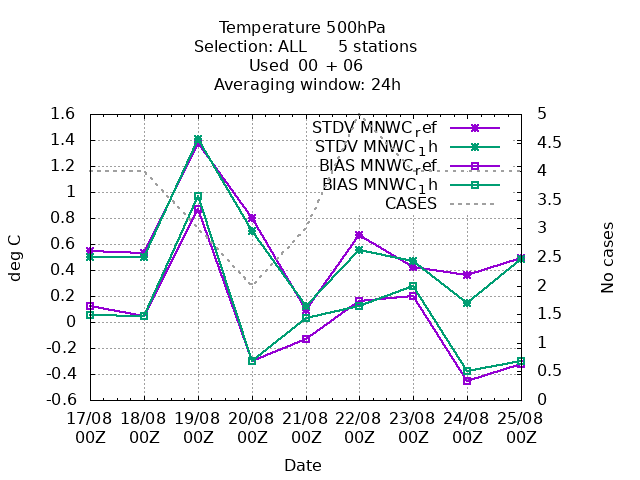 Temperature 500hPa
Selection: ALL 5 stations
Used 00 + 06
Averaging window: 24h
STDV MNWC_ref
STDV MNWC_1h
BIAS MNWC_ref
BIAS MNWC_1h
CASES
deg C
1.6
1.4
1.2
1
0.8
0.6
0.4
0.2
0
-0.2
-0.4
-0.6
No cases
5
4.5
4
3.5
3
2.5
2
1.5
1
0.5
0
17/08 18/08 19/08 20/08 21/08 22/08 23/08 24/08 25/08
00Z 00Z 00Z 00Z 00Z 00Z 00Z 00Z 00Z
Date